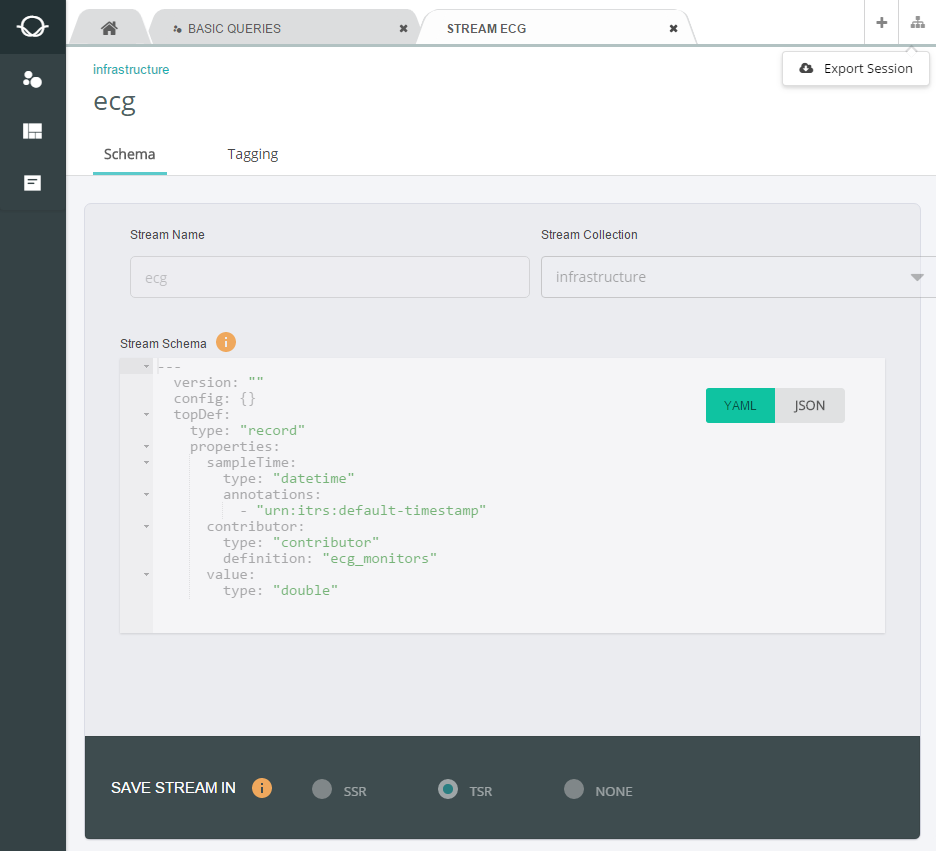 BASIC QUERIES
STREAM ECG
Export Session
infrastructure
ecg
Schema
Tagging
Stream Name
Stream Collection
ecg
infrastructure
Stream Schema
---
version: ""
config: {}
topDef:
type: "record"
properties:
sampleTime:
type: "datetime"
annotations:
- "urn:itrs:default-timestamp"
contributor:
type: "contributor"
definition: "ecg_monitors"
value:
type: "double"
YAML
JSON
SAVE STREAM IN
SSR
TSR
NONE